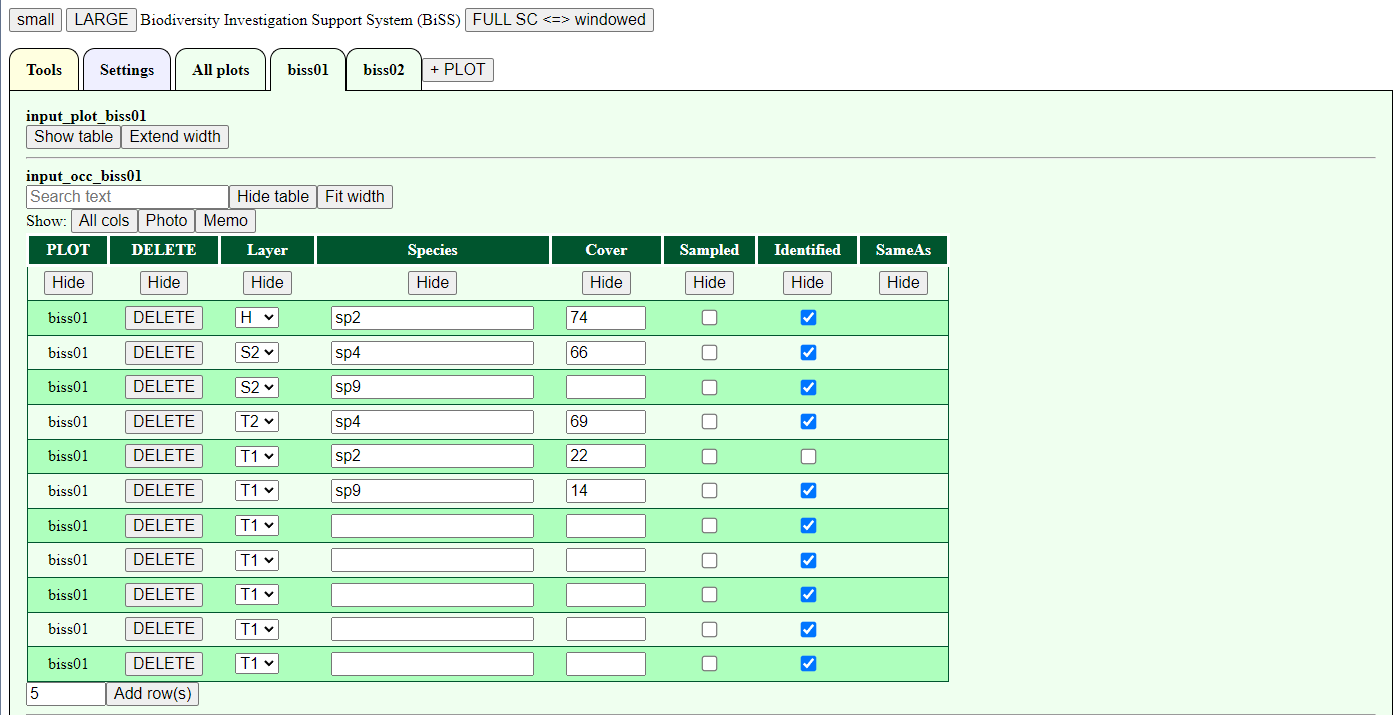 small LARGE Biodiversity Investigation Support System (BiSS) FULL SC <=> windowed
Tools Settings All plots biss01 biss02 + PLOT
input_plot_biss01
Show table Extend width
input_occ_biss01
Search text Hide table Fit width
Show: All cols Photo Memo
PLOT DELETE Layer Species Cover Sampled Identified SameAs
Hide Hide Hide Hide Hide Hide Hide Hide
biss01 DELETE H sp2 74
biss01 DELETE S2 sp4 66
biss01 DELETE S2 sp9
biss01 DELETE T2 sp4 69
biss01 DELETE T1 sp2 22
biss01 DELETE T1 sp9 14
biss01 DELETE T1
biss01 DELETE T1
biss01 DELETE T1
biss01 DELETE T1
biss01 DELETE T1
5 Add row(s)